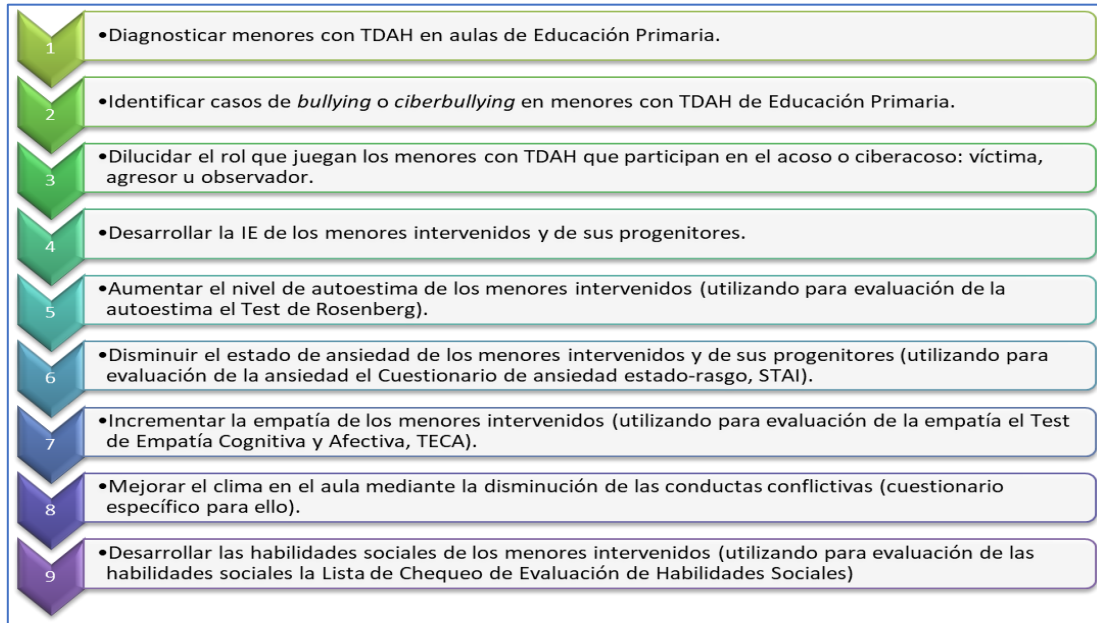 1
•Diagnosticar menores con TDAH en aulas de Educación Primaria.
2
•Identificar casos de bullying o ciberbullying en menores con TDAH de Educación Primaria.
3
•Dilucidar el rol que juegan los menores con TDAH que participan en el acoso o ciberacoso: víctima,
agresor u observador.
4
•Desarrollar la IE de los menores intervenidos y de sus progenitores.
5
•Aumentar el nivel de autoestima de los menores intervenidos (utilizando para evaluación de la
autoestima el Test de Rosenberg).
6
•Disminuir el estado de ansiedad de los menores intervenidos y de sus progenitores (utilizando para
evaluación de la ansiedad el Cuestionario de ansiedad estado-rasgo, STAI).
7
•Incrementar la empatía de los menores intervenidos (utilizando para evaluación de la empatía el Test
de Empatía Cognitiva y Afectiva, TECA).
8
•Mejorar el clima en el aula mediante la disminución de las conductas conflictivas (cuestionario
específico para ello).
9
•Desarrollar las habilidades sociales de los menores intervenidos (utilizando para evaluación de las
habilidades sociales la Lista de Chequeo de Evaluación de Habilidades Sociales)